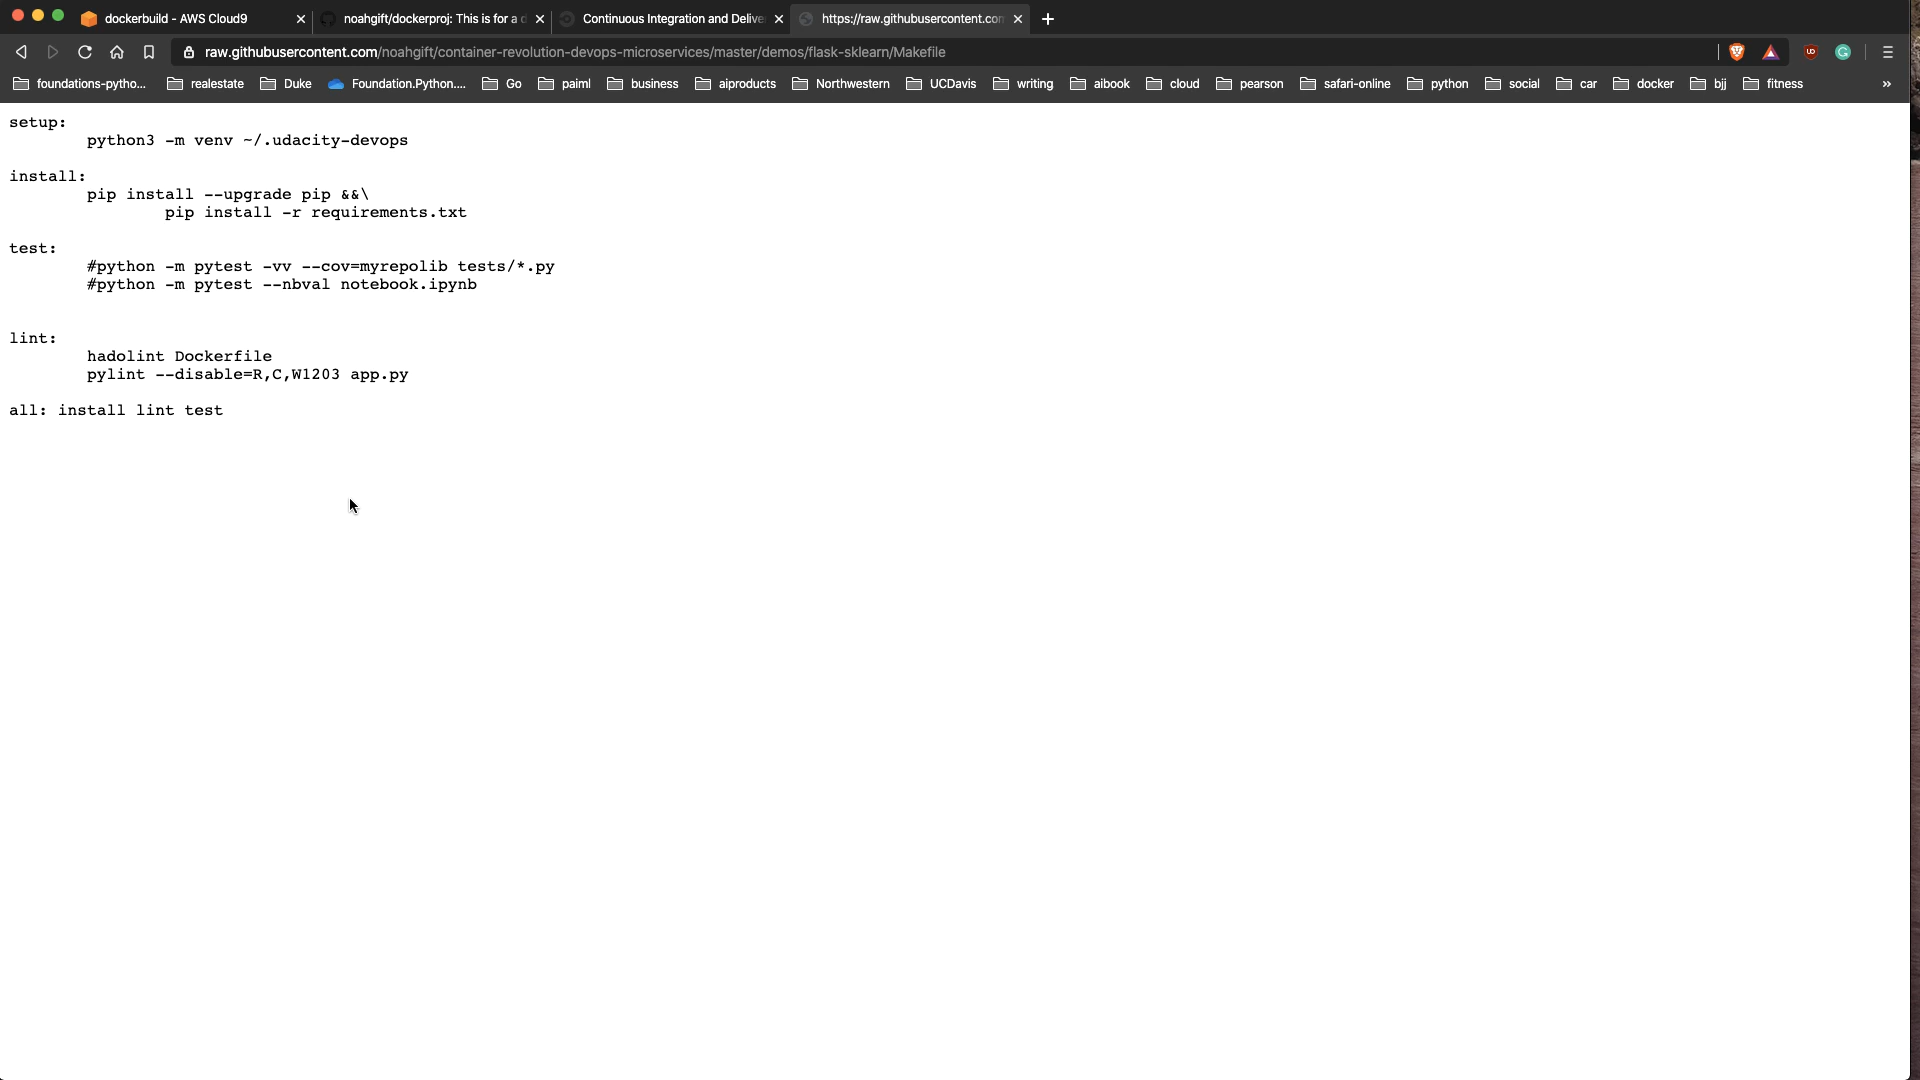 dockerbuild - AWS Cloud9
noahgift/dockerproj: This is for a d
Continuous Integration and Delive
https://raw.githubusercontent.com
raw.githubusercontent.com/noahgift/container-revolution-devops-microservices/master/demos/flask-sklearn/Makefile
foundations-pytho... realestate Duke Foundation.Python.... Go paiml business aiproducts Northwestern UCDavis writing aibook cloud pearson safari-online python social car docker bjj fitness »
setup:
python3 -m venv ~/.udacity-devops
install:
pip install --upgrade pip &&\
pip install -r requirements.txt
test:
#python -m pytest -vv --cov=myrepolib tests/*.py
#python -m pytest --nbval notebook.ipynb
lint:
hadolint Dockerfile
pylint --disable=R,C,W1203 app.py
all: install lint test